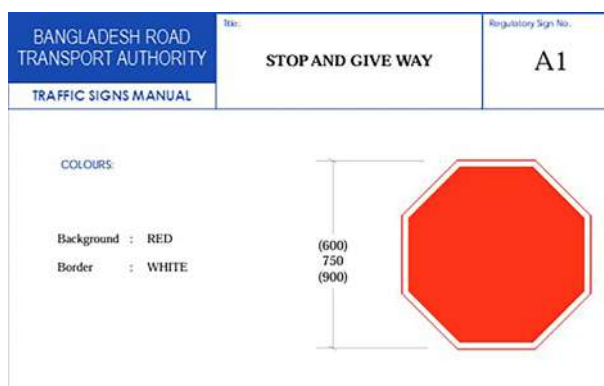 BANGLADESH ROAD
TRANSPORT AUTHORITY
TRAFFIC SIGNS MANUAL
Title:
STOP AND GIVE WAY
Regulatory Sign No.
A1
COLOURS:
Background : RED
Border : WHITE
(600)
750
(900)